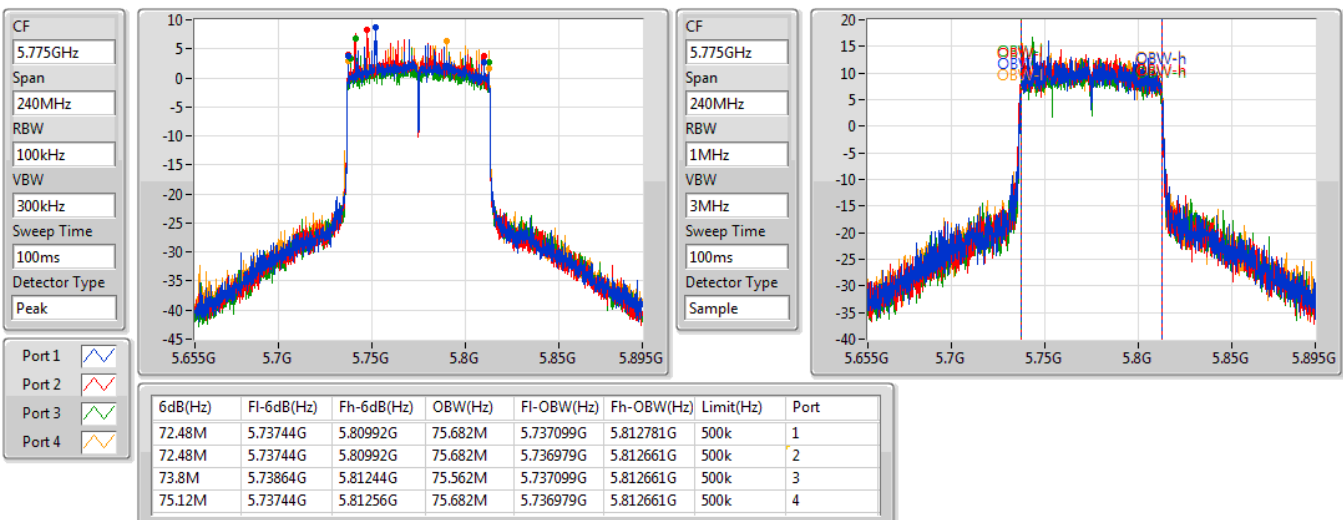 CF
5.775GHz
Span
240MHz
RBW
100kHz
VBW
300kHz
Sweep Time
100ms
Detector Type
Peak
10
5
0
-5
-10
-15
-20
-25
-30
-35
-40
-45
5.655G 5.7G 5.75G 5.8G 5.85G 5.895G
CF
5.775GHz
Span
240MHz
RBW
1MHz
VBW
3MHz
Sweep Time
100ms
Detector Type
Sample
20
15
10
5
0
-5
-10
-15
-20
-25
-30
-35
-40
OBW-h
OBW-h
5.655G 5.7G 5.75G 5.8G 5.85G 5.895G
Port 1
Port 2
Port 3
Port 4
6dB(Hz) Fl-6dB(Hz) Fh-6dB(Hz) OBW(Hz) Fl-OBW(Hz) Fh-OBW(Hz) Limit(Hz) Port
72.48M 5.73744G 5.80992G 75.682M 5.737099G 5.812781G 500k 1
72.48M 5.73744G 5.80992G 75.682M 5.736979G 5.812661G 500k 2
73.8M 5.73864G 5.81244G 75.562M 5.737099G 5.812661G 500k 3
75.12M 5.73744G 5.81256G 75.682M 5.736979G 5.812661G 500k 4